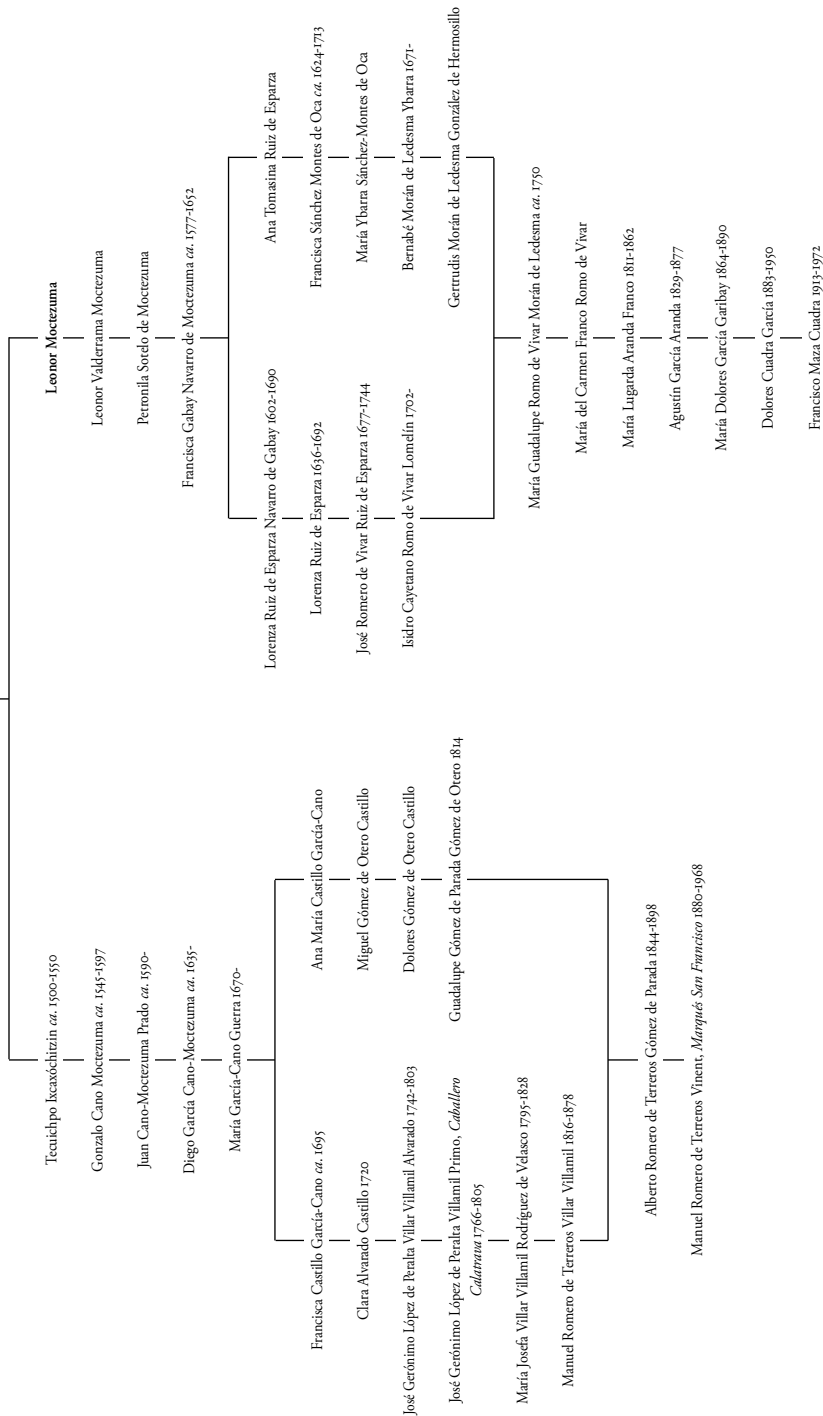 Tecuichpo Ixcaxóchitzin ca. 1500-1550
Gonzalo Cano Moctezuma ca. 1545-1597
Juan Cano-Moctezuma Prado ca. 1590-
Diego García Cano-Moctezuma ca. 1635-
María García-Cano Guerra 1670-
Francisca Castillo García-Cano ca. 1695
Clara Alvarado Castillo 1720
José Gerónimo López de Peralta Villar Villamil Alvarado 1742-1803
José Gerónimo López de Peralta Villamil Primo, Caballero
Calatrava 1766-1805
María Josefa Villar Villamil Rodríguez de Velasco 1795-1828
Manuel Romero de Terreros Villar Villamil 1816-1878
Ana María Castillo García-Cano
Miguel Gómez de Otero Castillo
Dolores Gómez de Otero Castillo
Guadalupe Gómez de Parada Gómez de Otero 1814
Alberto Romero de Terreros Gómez de Parada 1844-1898
Manuel Romero de Terreros Vinent, Marqués San Francisco 1880-1968
Leonor Moctezuma
Leonor Valderrama Moctezuma
Petronila Sotelo de Moctezuma
Francisca Gabay Navarro de Moctezuma ca. 1577-1652
Lorenza Ruiz de Esparza Navarro de Gabay 1602-1690
Lorenza Ruiz de Esparza 1636-1692
José Romero de Vivar Ruiz de Esparza 1677-1744
Isidro Cayetano Romo de Vivar Lomelín 1702-
Ana Tomasina Ruiz de Esparza
Francisca Sánchez Montes de Oca ca. 1624-1713
María Ybarra Sánchez-Montes de Oca
Bernabé Morán de Ledesma Ybarra 1671-
Gertrudis Morán de Ledesma González de Hermosillo
María Guadalupe Romo de Vivar Morán de Ledesma ca. 1750
María del Carmen Franco Romo de Vivar
María Lugarda Aranda Franco 1811-1862
Agustín García Aranda 1829-1877
María Dolores García Garibay 1864-1890
Dolores Cuadra García 1883-1950
Francisco Maza Cuadra 1913-1972